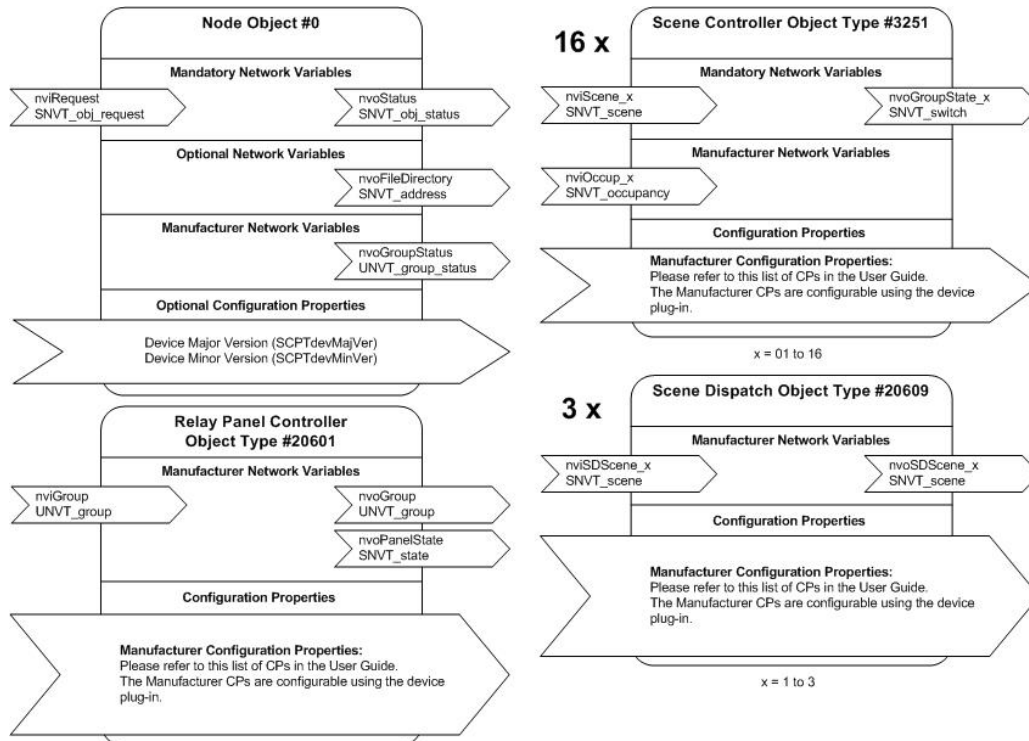 Node Object #0
Mandatory Network Variables
nviRequest
SNVT_obj_request
nvoStatus
SNVT_obj_status
Optional Network Variables
nvoFileDirectory
SNVT_address
Manufacturer Network Variables
nvoGroupStatus
UNVT_group_status
Optional Configuration Properties
Device Major Version (SCPTdevMajVer)
Device Minor Version (SCPTdevMinVer)
Relay Panel Controller
Object Type #20601
Manufacturer Network Variables
nviGroup
UNVT_group
nvoGroup
UNVT_group
nvoPanelState
SNVT_state
Configuration Properties
Manufacturer Configuration Properties:
Please refer to this list of CPs in the User Guide.
The Manufacturer CPs are configurable using the device
plug-in.
16 x
Scene Controller Object Type #3251
Mandatory Network Variables
nviScene_x
SNVT_scene
nvoGroupState_x
SNVT_switch
Manufacturer Network Variables
nviOccup_x
SNVT_occupancy
Configuration Properties
Manufacturer Configuration Properties:
Please refer to this list of CPs in the User Guide.
The Manufacturer CPs are configurable using the device
plug-in.
x = 01 to 16
3 x
Scene Dispatch Object Type #20609
Manufacturer Network Variables
nviSDScene_x
SNVT_scene
nvoSDScene_x
SNVT_scene
Configuration Properties
Manufacturer Configuration Properties:
Please refer to this list of CPs in the User Guide.
The Manufacturer CPs are configurable using the device
plug-in.
x = 1 to 3